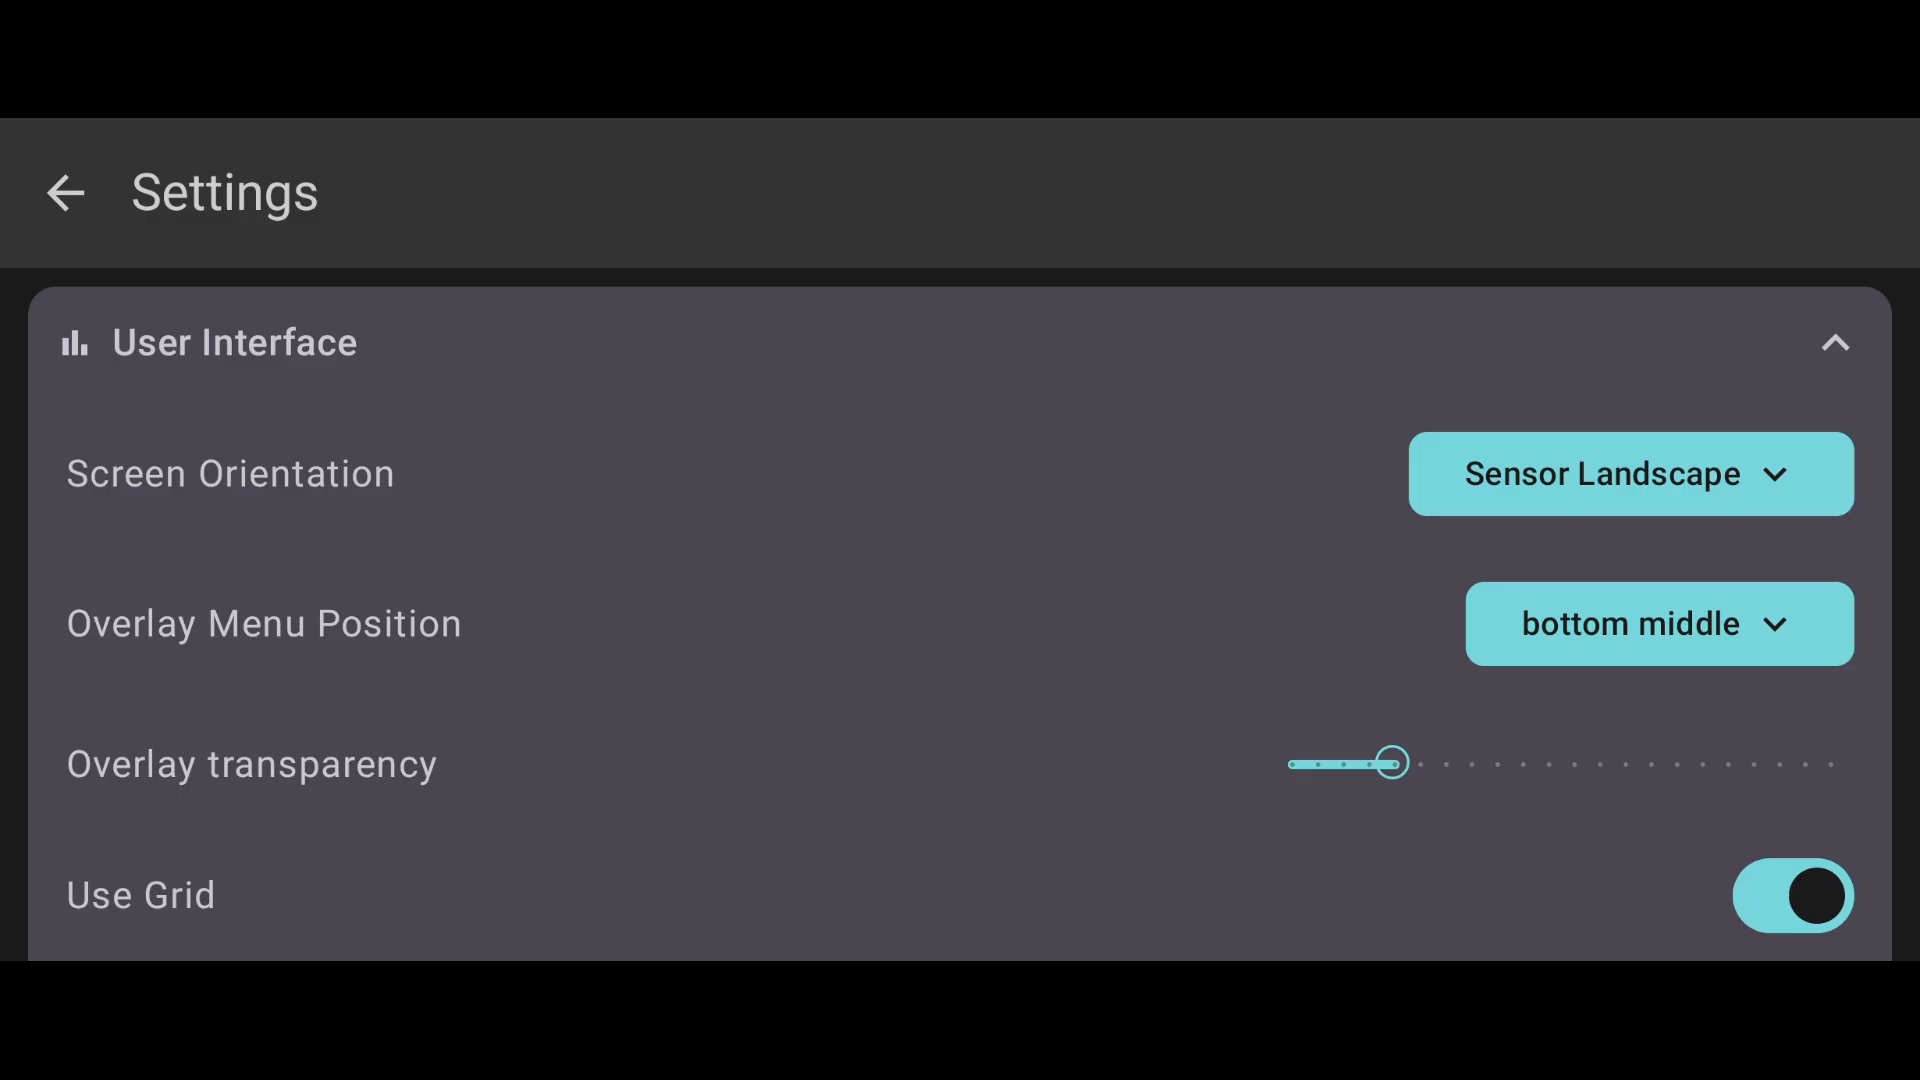 Settings
User Interface
Screen Orientation
Sensor Landscape
Overlay Menu Position
bottom middle
Overlay transparency
Use Grid